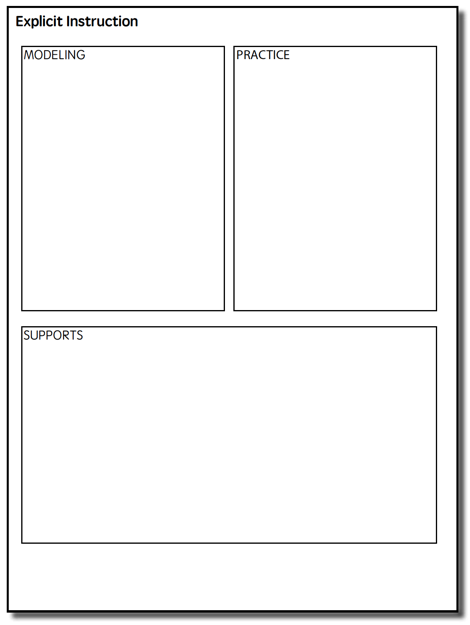 Explicit Instruction
MODELING
PRACTICE
SUPPORTS